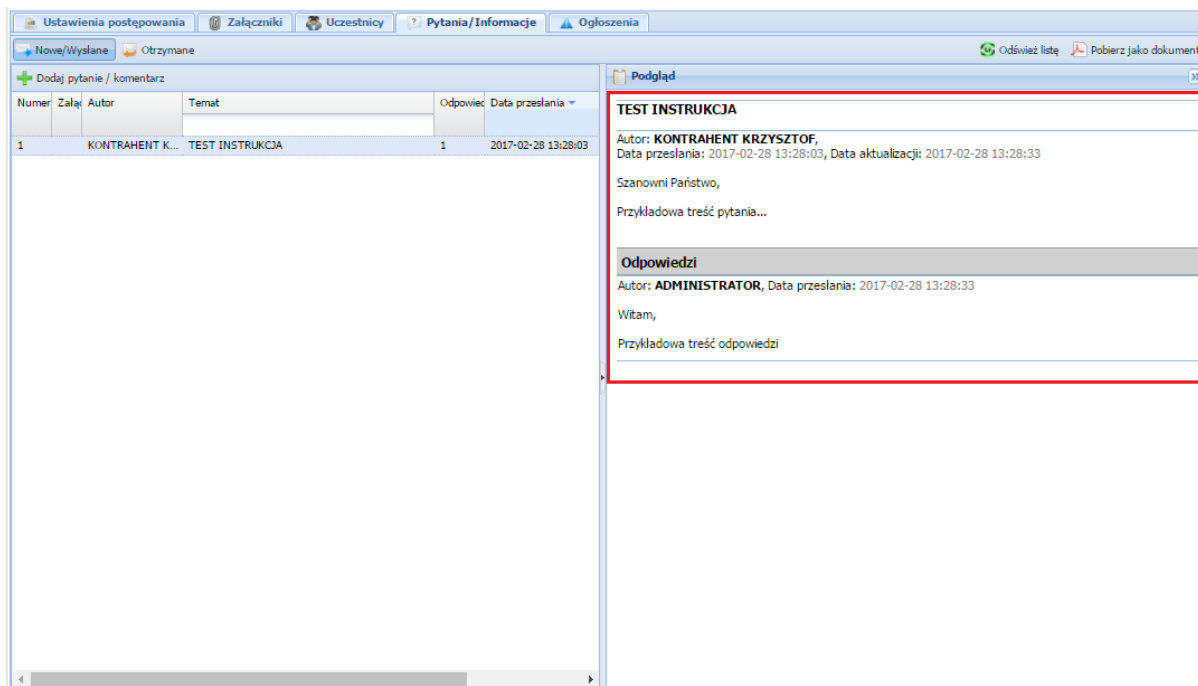 Ustawienia postępowania Załączniki Uczestnicy Pytania/Informacje Ogłoszenia
Nowe/Wysłane Otrzymane Odśwież listę Pobierz jako dokument
Dodaj pytanie / komentarz
Numer Załąc Autor Temat Odpowied Data przesłania
1 KONTRAHENT K... TEST INSTRUKCJA 1 2017-02-28 13:28:03
Podgląd
TEST INSTRUKCJA
Autor: KONTRAHENT KRZYSZTOF,
Data przesłania: 2017-02-28 13:28:03, Data aktualizacji: 2017-02-28 13:28:33
Szanowni Państwo,
Przykładowa treść pytania...
Odpowiedzi
Autor: ADMINISTRATOR, Data przesłania: 2017-02-28 13:28:33
Witam,
Przykładowa treść odpowiedzi